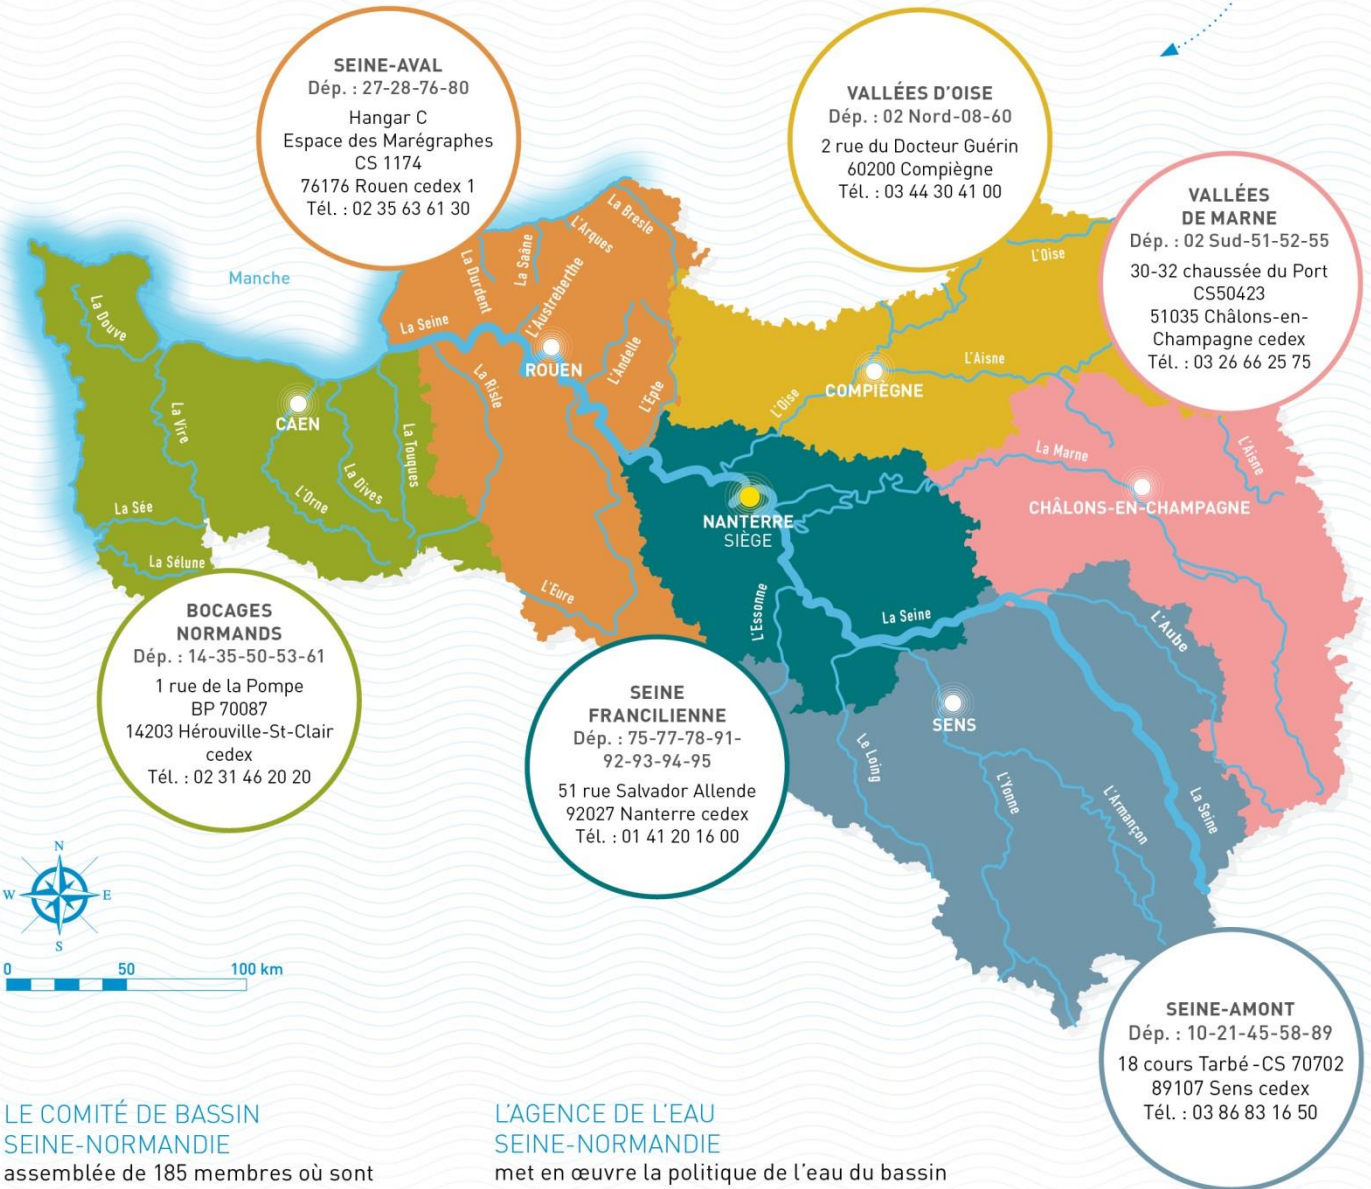 SEINE-AVAL
Dép. : 27-28-76-80
Hangar C
Espace des Marégraphes
CS 1174
76176 Rouen cedex 1
Tél. : 02 35 63 61 30
VALLÉES D'OISE
Dép. : 02 Nord-08-60
2 rue du Docteur Guérin
60200 Compiègne
Tél. : 03 44 30 41 00
VALLÉES
DE MARNE
Dép. : 02 Sud-51-52-55
30-32 chaussée du Port
CS50423
51035 Châlons-en-
Champagne cedex
Tél. : 03 26 66 25 75
Manche
La Douve
La Vire
La Sée
La Sélune
CAEN
L'Orne
La Dives
La Touques
La Seine
La Durdent
La Saâne
L'Arques
La Bresle
L'Austreberthe
ROUEN
La Risle
L'Andelle
L'Epte
L'Eure
L'Oise
L'Oise
L'Aisne
COMPIÈGNE
La Marne
L'Aisne
CHÂLONS-EN-CHAMPAGNE
NANTERRE
SIÈGE
L'Essonne
La Seine
L'Aube
SENS
Le Loing
L'Yonne
L'Armançon
La Seine
BOCAGES
NORMANDS
Dép. : 14-35-50-53-61
1 rue de la Pompe
BP 70087
14203 Hérouville-St-Clair
cedex
Tél. : 02 31 46 20 20
SEINE
FRANCILIENNE
Dép. : 75-77-78-91-
92-93-94-95
51 rue Salvador Allende
92027 Nanterre cedex
Tél. : 01 41 20 16 00
N
W
E
S
0
50
100 km
SEINE-AMONT
Dép. : 10-21-45-58-89
18 cours Tarbé - CS 70702
89107 Sens cedex
Tél. : 03 86 83 16 50
LE COMITÉ DE BASSIN
SEINE-NORMANDIE
assemblée de 185 membres où sont
L'AGENCE DE L'EAU
SEINE-NORMANDIE
met en œuvre la politique de l'eau du bassin